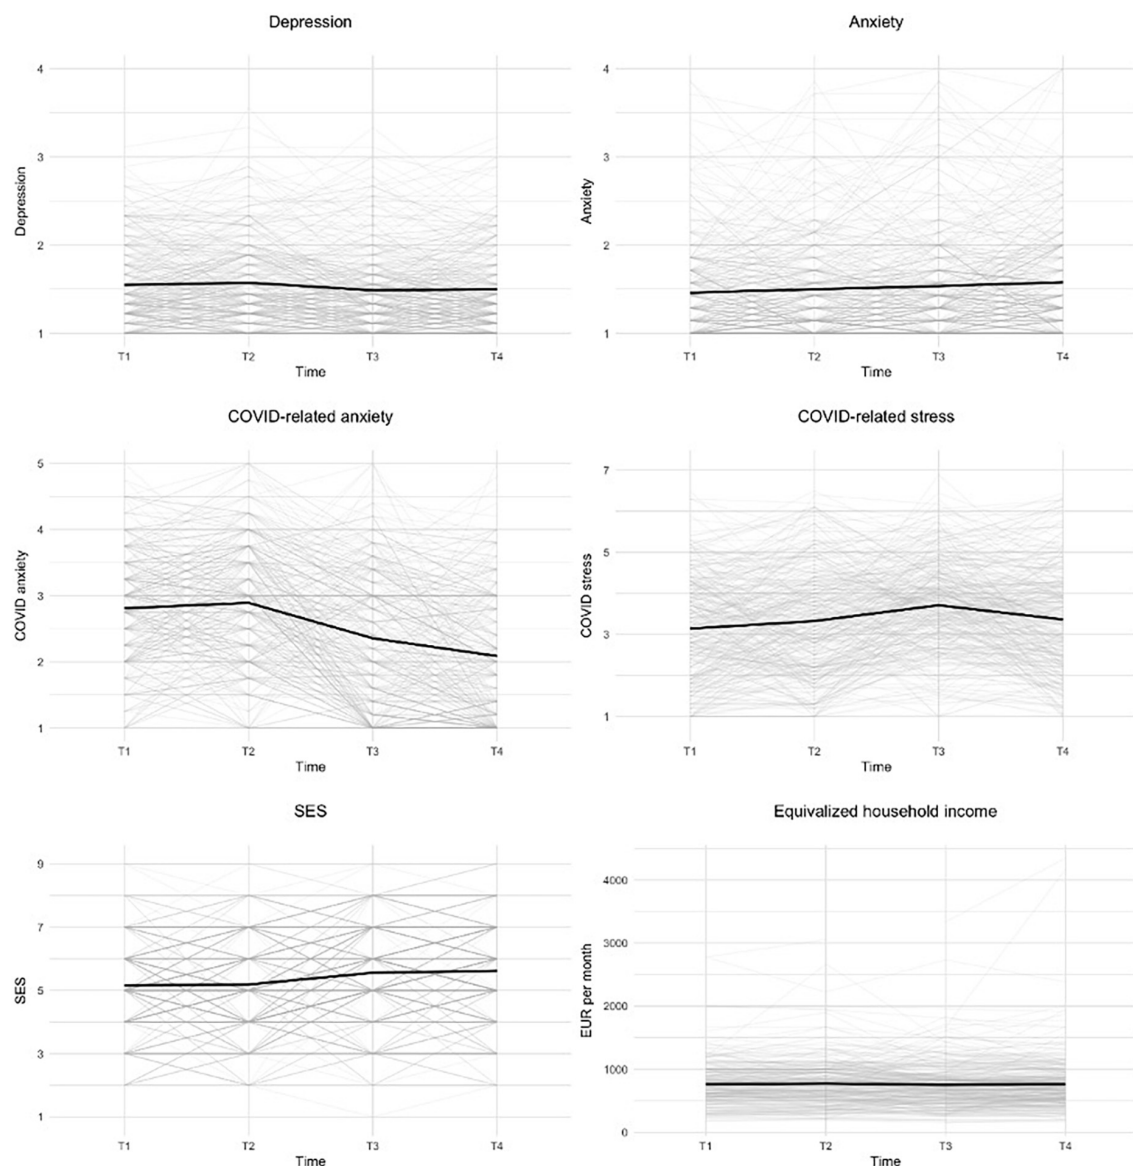 Depression
4
3
2
1
Depression
T1 T2 T3 T4
Time
Anxiety
4
3
2
1
Anxiety
T1 T2 T3 T4
Time
COVID-related anxiety
5
4
3
2
1
COVID anxiety
T1 T2 T3 T4
Time
COVID-related stress
7
5
3
1
COVID stress
T1 T2 T3 T4
Time
SES
9
7
5
3
1
SES
T1 T2 T3 T4
Time
Equivalized household income
4000
3000
2000
1000
0
EUR per month
T1 T2 T3 T4
Time